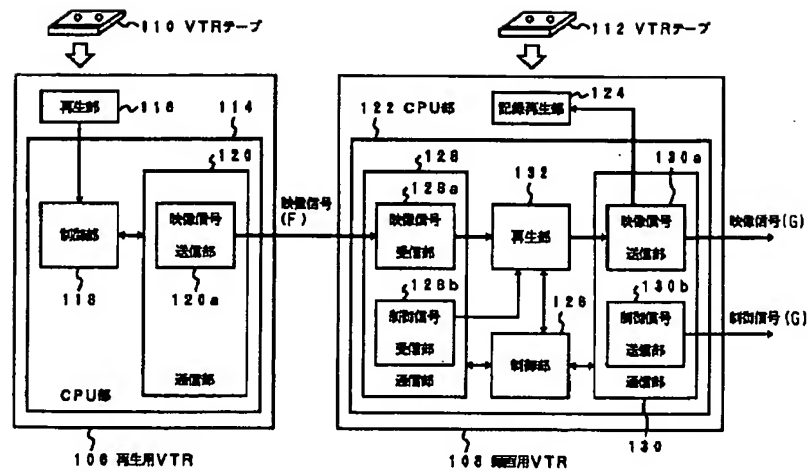 110 VTRテープ
112 VTRテープ
再生部
116
114
120
制御部
118
映像信号
送信部
120a
通信部
CPU部
106 再生用VTR
映像信号
(F)
124
122 CPU部
記録再生部
128
128a
132
130a
映像信号
受信部
再生部
映像信号
送信部
映像信号(G)
128b
126
130b
制御信号
受信部
通信部
制御部
制御信号
送信部
通信部
制御信号(G)
130
108 録画用VTR